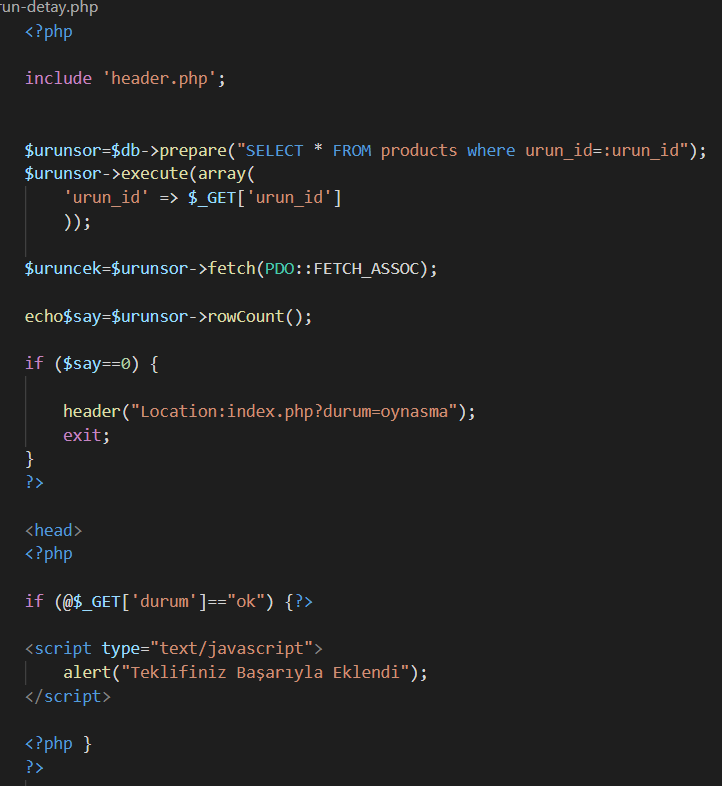 run-detay.php
<?php
include 'header.php';
$urunsor=$db->prepare("SELECT * FROM products where urun_id=:urun_id");
$urunsor->execute(array(
'urun_id' => $_GET['urun_id']
));
$uruncek=$urunsor->fetch(PDO::FETCH_ASSOC);
echo$say=$urunsor->rowCount();
if ($say==0) {
header("Location:index.php?durum=oynasma");
exit;
}
?>
<head>
<?php
if (@$_GET['durum']=="ok") {?>
<script type="text/javascript">
alert("Teklifiniz Başarıyla Eklendi");
</script>
<?php }
?>